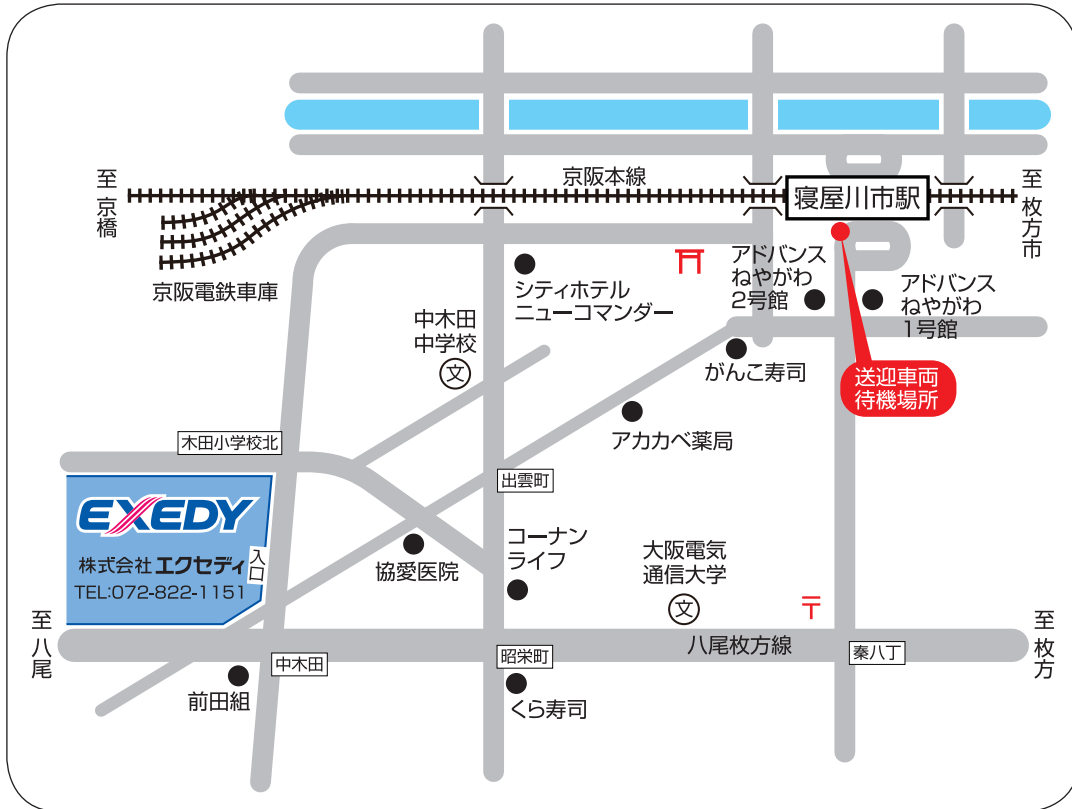 至京橋
京阪本線
寝屋川市駅
至枚方市
京阪電鉄車庫
シティホテル
ニューコマンダー
アドバンス
ねやがわ
2号館
アドバンス
ねやがわ
1号館
中木田
中学校
文
がんこ寿司
送迎車両
待機場所
アカカベ薬局
木田小学校北
出雲町
EXEDY
株式会社 エクセディ
TEL:072-822-1151
入口
協愛医院
コーナン
ライフ
大阪電気
通信大学
文
〒
至八尾
八尾枚方線
至枚方
中木田
昭栄町
秦八丁
前田組
くら寿司